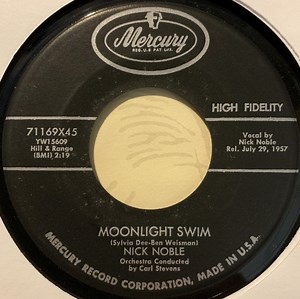 Mercury
REG. U.S. PAT. OFF.
HIGH FIDELITY
71169X45
YW15609
Hill & Range
(BMI) 2:19
Vocal by
Nick Noble
Rel. July 29, 1957
MOONLIGHT SWIM
(Sylvia Dee-Ben Weisman)
NICK NOBLE
Orchestra Conducted
by Carl Stevens
MERCURY RECORD CORPORATION, MADE IN U.S.A.